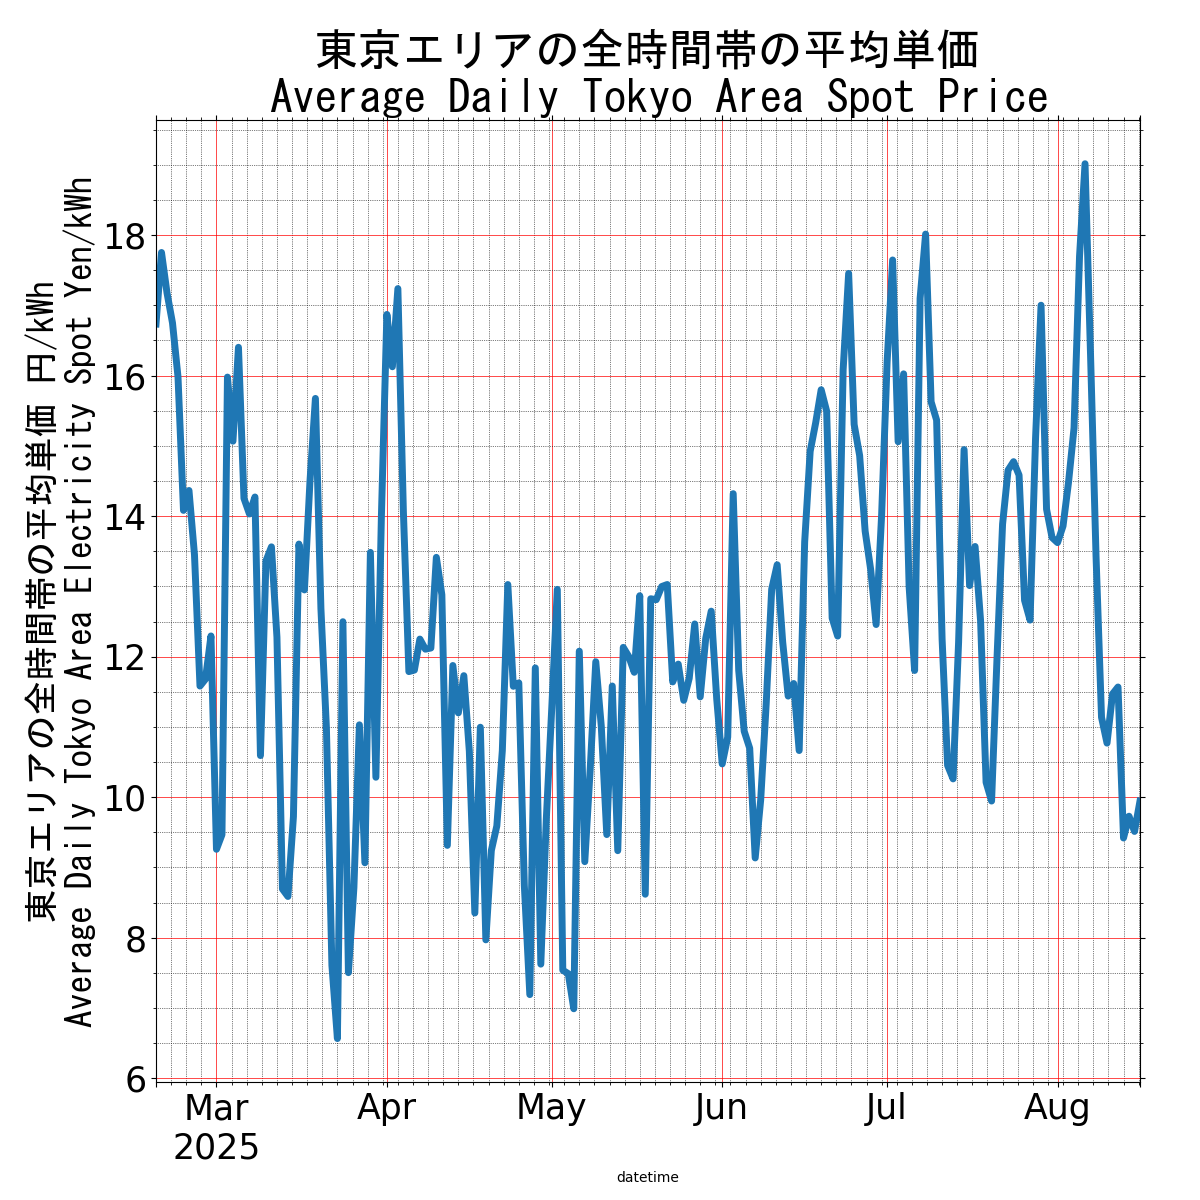 東京エリアの全時間帯の平均単価
Average Daily Tokyo Area Spot Price
東京エリアの全時間帯の平均単価 円/kWh
Average Daily Tokyo Area Electricity Spot Yen/kWh
18
16
14
12
10
8
6
Mar
2025
Apr
May
Jun
Jul
Aug
datetime